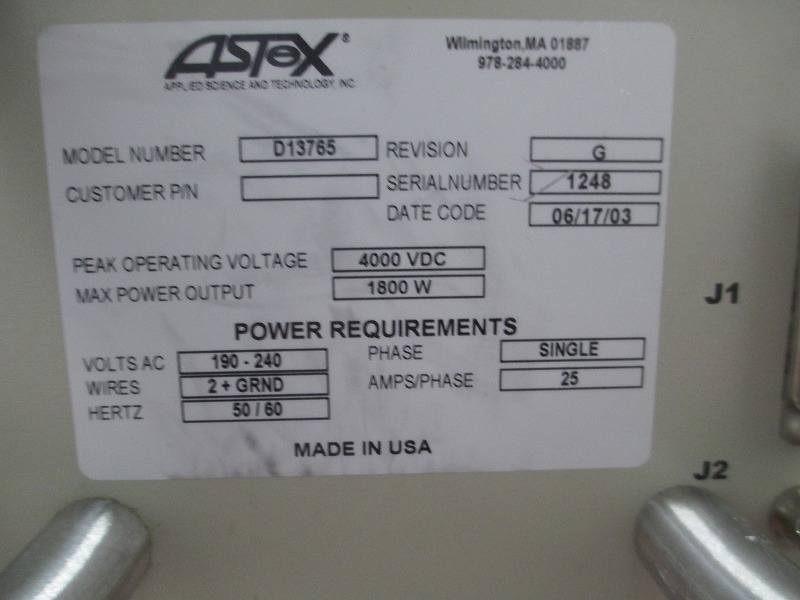 ASTeX®
APPLIED SCIENCE AND TECHNOLOGY, INC.
Wilmington,MA 01887
978-284-4000
MODEL NUMBER D13765 REVISION G
CUSTOMER P/N SERIALNUMBER 1248
DATE CODE 06/17/03
PEAK OPERATING VOLTAGE 4000 VDC
MAX POWER OUTPUT 1800 W
J1
POWER REQUIREMENTS
VOLTS AC 190 - 240 PHASE SINGLE
WIRES 2 + GRND AMPS/PHASE 25
HERTZ 50 / 60
MADE IN USA
J2